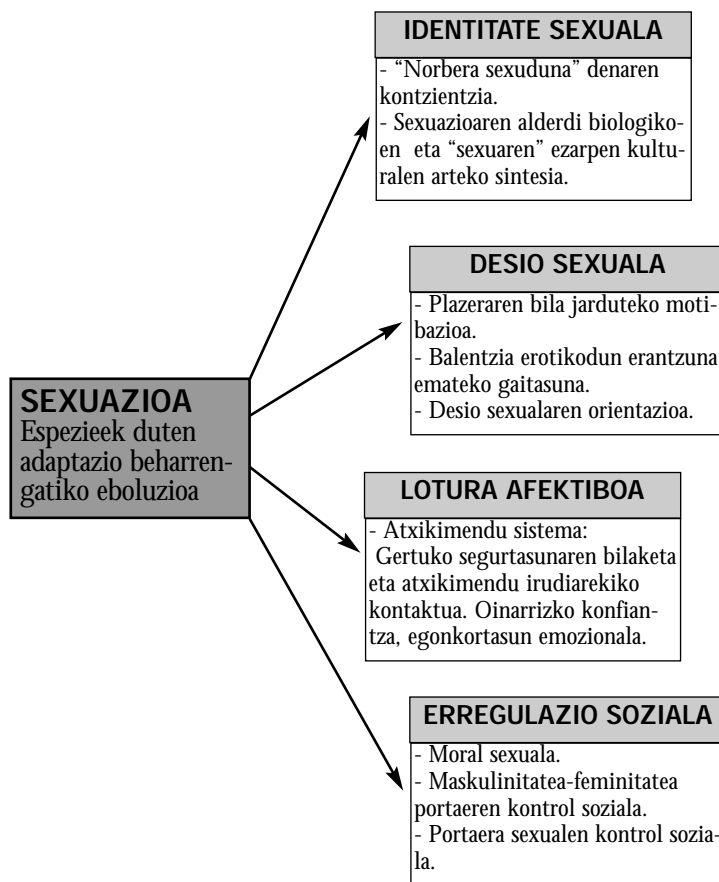 IDENTITATE SEXUALA
- “Norbera sexuduna” denaren
kontzientzia.
- Sexuazioaren alderdi biologiko-
en eta “sexuaren” ezarpen kultu-
ralen arteko sintesia.
DESIO SEXUALA
- Plazeraren bila jarduteko moti-
bazioa.
- Balentzia erotikodun erantzuna
emateko gaitasuna.
- Desio sexualaren orientazioa.
SEXUAZIOA
Espezieek duten
adaptazio beharren-
gatiko eboluzioa
LOTURA AFEKTIBOA
- Atxikimendu sistema:
Gertuko segurtasunaren bilaketa
eta atxikimendu irudiarekiko
kontaktua. Oinarrizko konfian-
tza, egonkortasun emozionala.
ERREGULAZIO SOZIALA
- Moral sexuala.
- Maskulinitatea-feminitatea
portaeren kontrol soziala.
- Portaera sexualen kontrol sozia-
la.